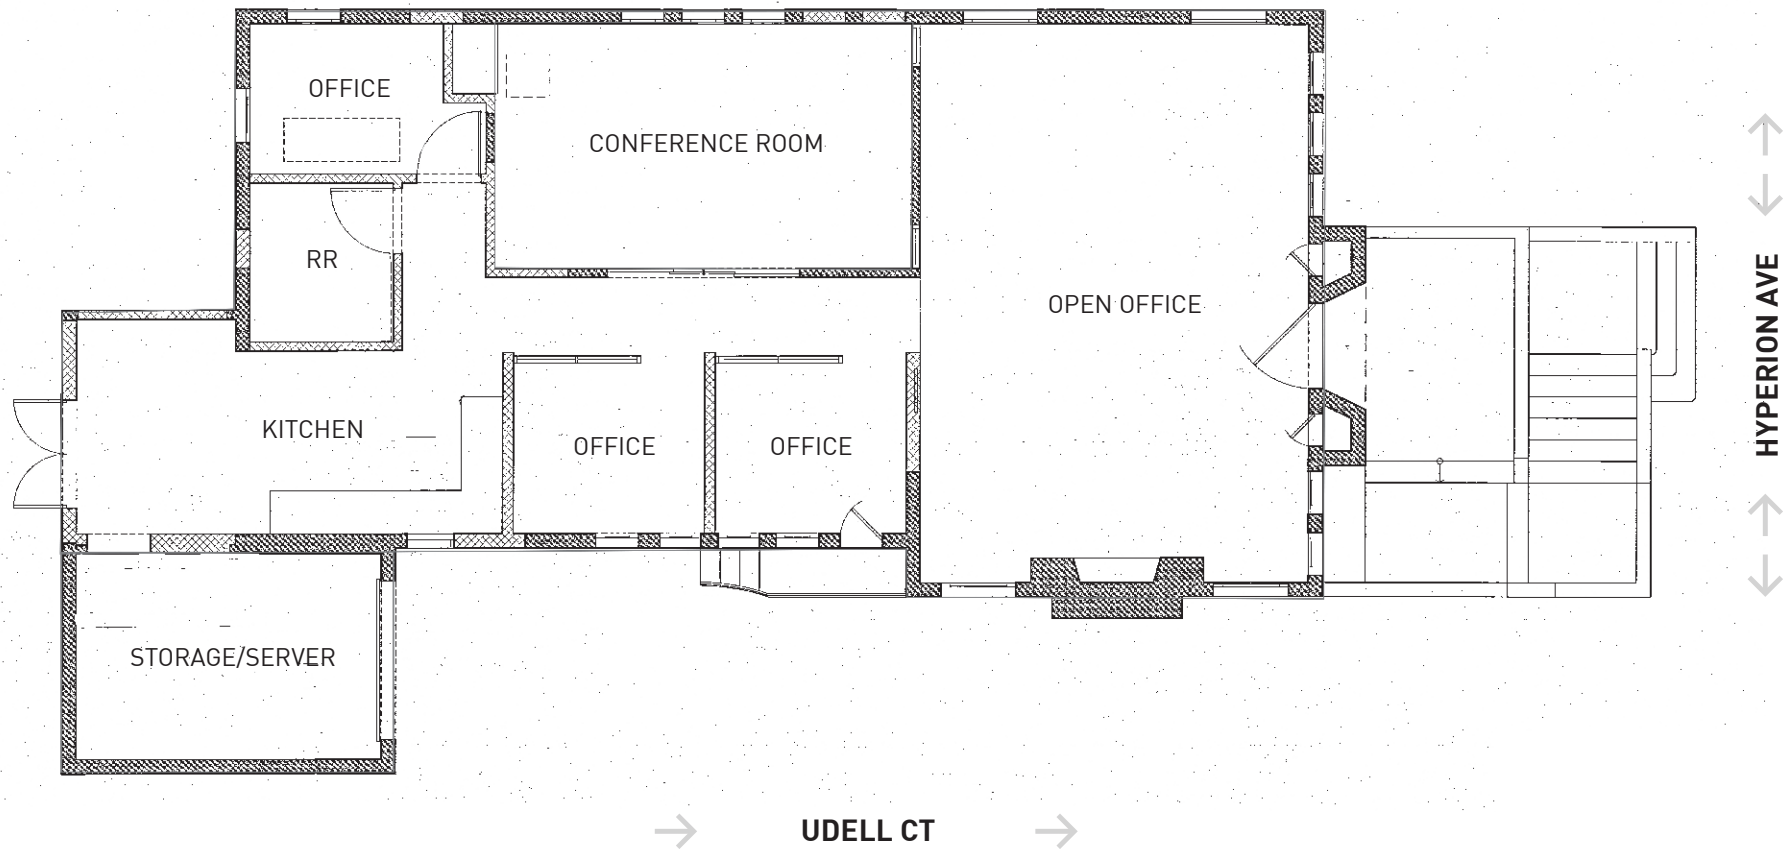 OFFICE
CONFERENCE ROOM
RR
OPEN OFFICE
KITCHEN
OFFICE
OFFICE
STORAGE/SERVER
HYPERION AVE
UDELL CT